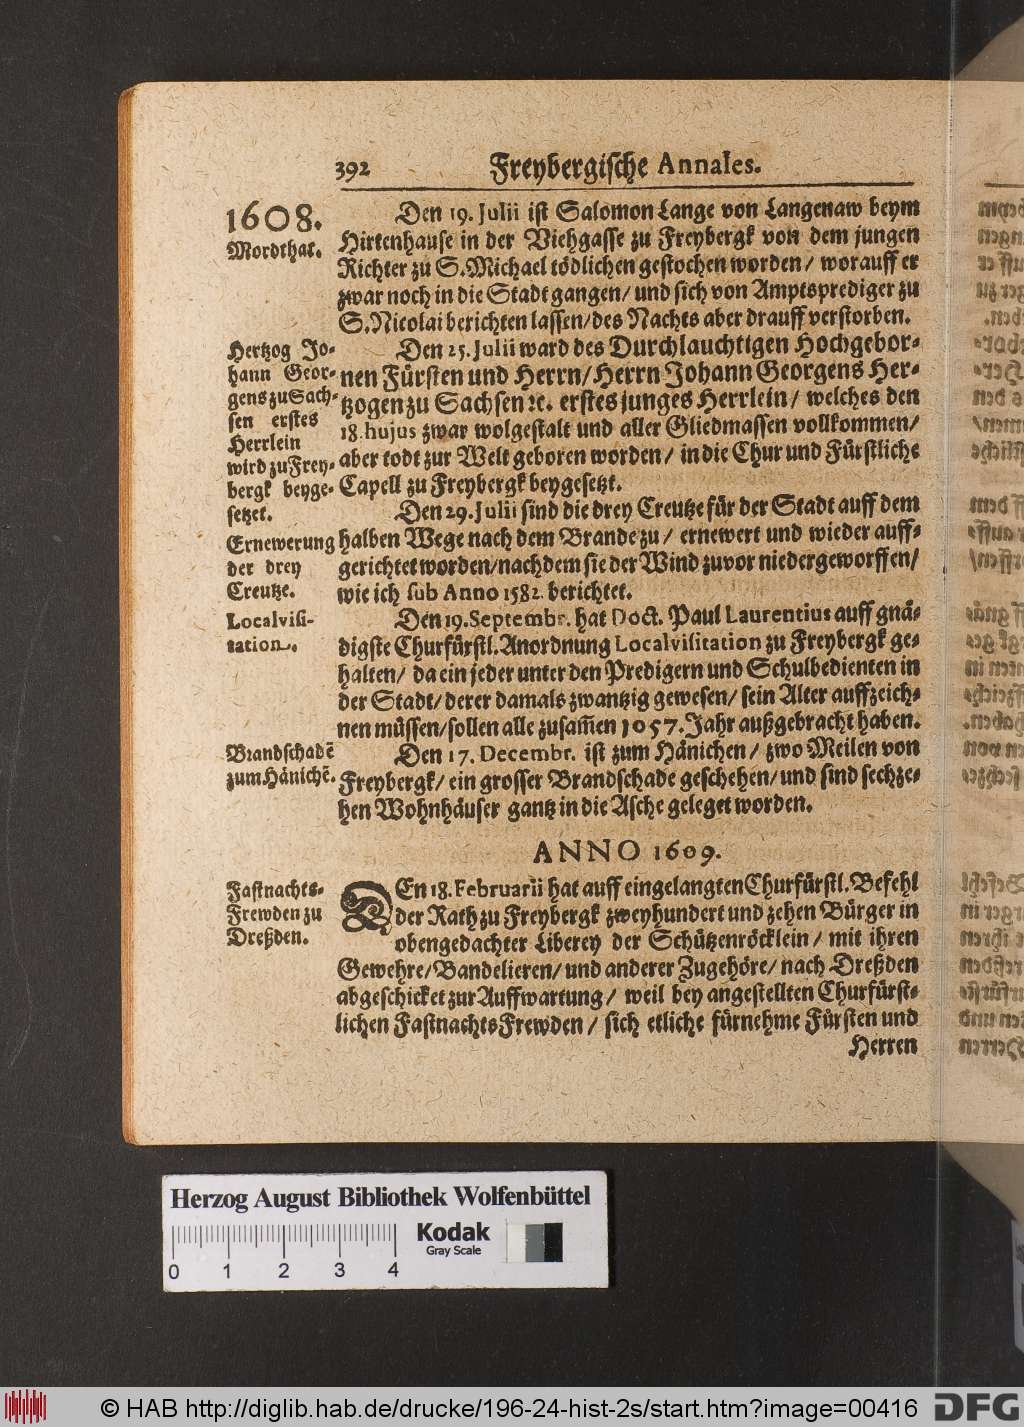 392 Freybergische Annales.
1608.
Mordthat.
Den 19. Julii ist Salomon Lange von Langenaw beym
Hirtenhause in der Viehgasse zu Freybergk von dem jungen
Richter zu S. Michael tödlichen gestochen worden/ worauff er
zwar noch in die Stadt gangen/ und sich von Amptsprediger zu
S. Nicolai berichten lassen/ des Nachts aber drauff verstorben.
Hertzog Jo-
hann Geor-
gens zu Sach-
sen erstes
Herrlein
wird zu Frey-
bergk beyge-
setzet.
Den 25. Julii ward des Durchlauchtigen Hochgebor-
nen Fürsten und Herrn/ Herrn Johann Georgens Her-
tzogen zu Sachsen ꝛc. erstes junges Herrlein/ welches den
18. hujus zwar wolgestalt und aller Gliedmassen vollkommen/
aber todt zur Welt geboren worden/ in die Chur und Fürstliche
Capell zu Freybergk beygesetzt.
Ernewerung
der drey
Creutze.
Den 29. Julii sind die drey Creutze für der Stadt auff dem
halben Wege nach dem Brande zu/ ernewert und wieder auff-
gerichtet worden/ nachdem sie der Wind zuvor niedergeworffen/
wie ich sub Anno 1582. berichtet.
Localvisi-
tation.
Den 19. Septembr. hat Doct. Paul Laurentius auff gnä-
digste Churfürstl. Anordnung Localvisitation zu Freybergk ge-
halten/ da ein jeder unter den Predigern und Schulbedienten in
der Stadt/ derer damals zwantzig gewesen/ sein Alter auffzeich-
nen müssen/ sollen alle zusam̄en 1057. Jahr außgebracht haben.
Brandschadē
zum Hänichē.
Den 17. Decembr. ist zum Hänichen/ zwo Meilen von
Freybergk/ ein grosser Brandschade geschehen/ und sind sechze-
hen Wohnhäuser gantz in die Asche geleget worden.
ANNO 1609.
Fastnachts-
Frewden zu
Dreßden.
DEn 18. Februarii hat auff eingelangten Churfürstl. Befehl
der Rath zu Freybergk zweyhundert und zehen Bürger in
obengedachter Liberey der Schützenröcklein/ mit ihren
Gewehre/ Bandelieren/ und anderer Zugehöre/ nach Dreßden
abgeschicket zur Auffwartung/ weil bey angestellten Churfürst-
lichen FastnachtsFrewden/ sich etliche fürnehme Fürsten und
Herren
Herzog August Bibliothek Wolfenbüttel
Kodak
Gray Scale
0 1 2 3 4
© HAB http://diglib.hab.de/drucke/196-24-hist-2s/start.htm?image=00416
DFG